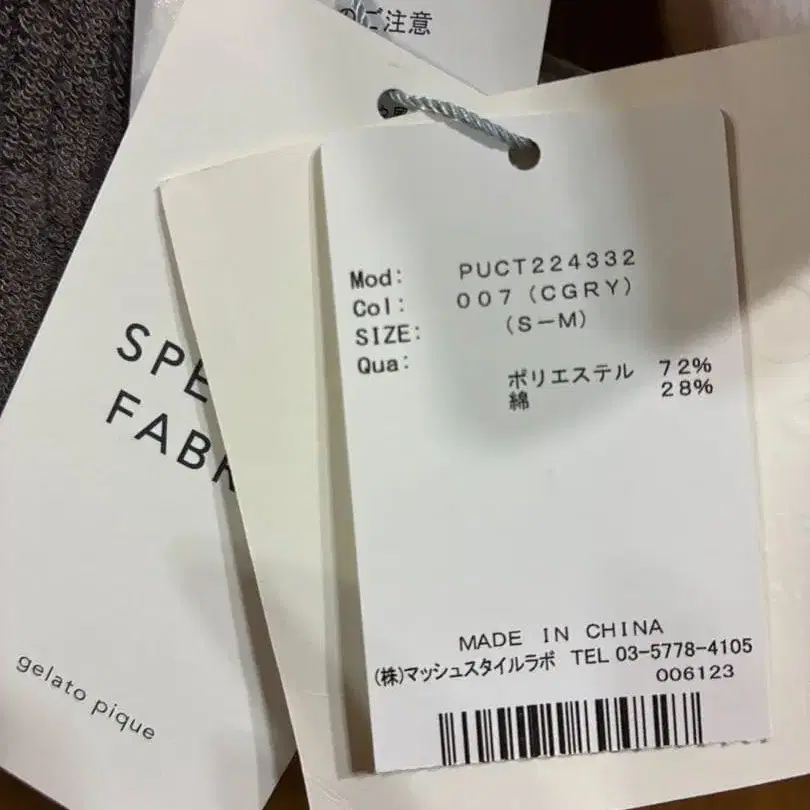 のご注意
Mod: PUCT224332
Col: 007 (CGRY)
SIZE: (S-M)
Qua:
ポリエステル 72%
綿 28%
MADE IN CHINA
(株)マッシュスタイルラボ TEL 03-5778-4105
006123
gelato pique